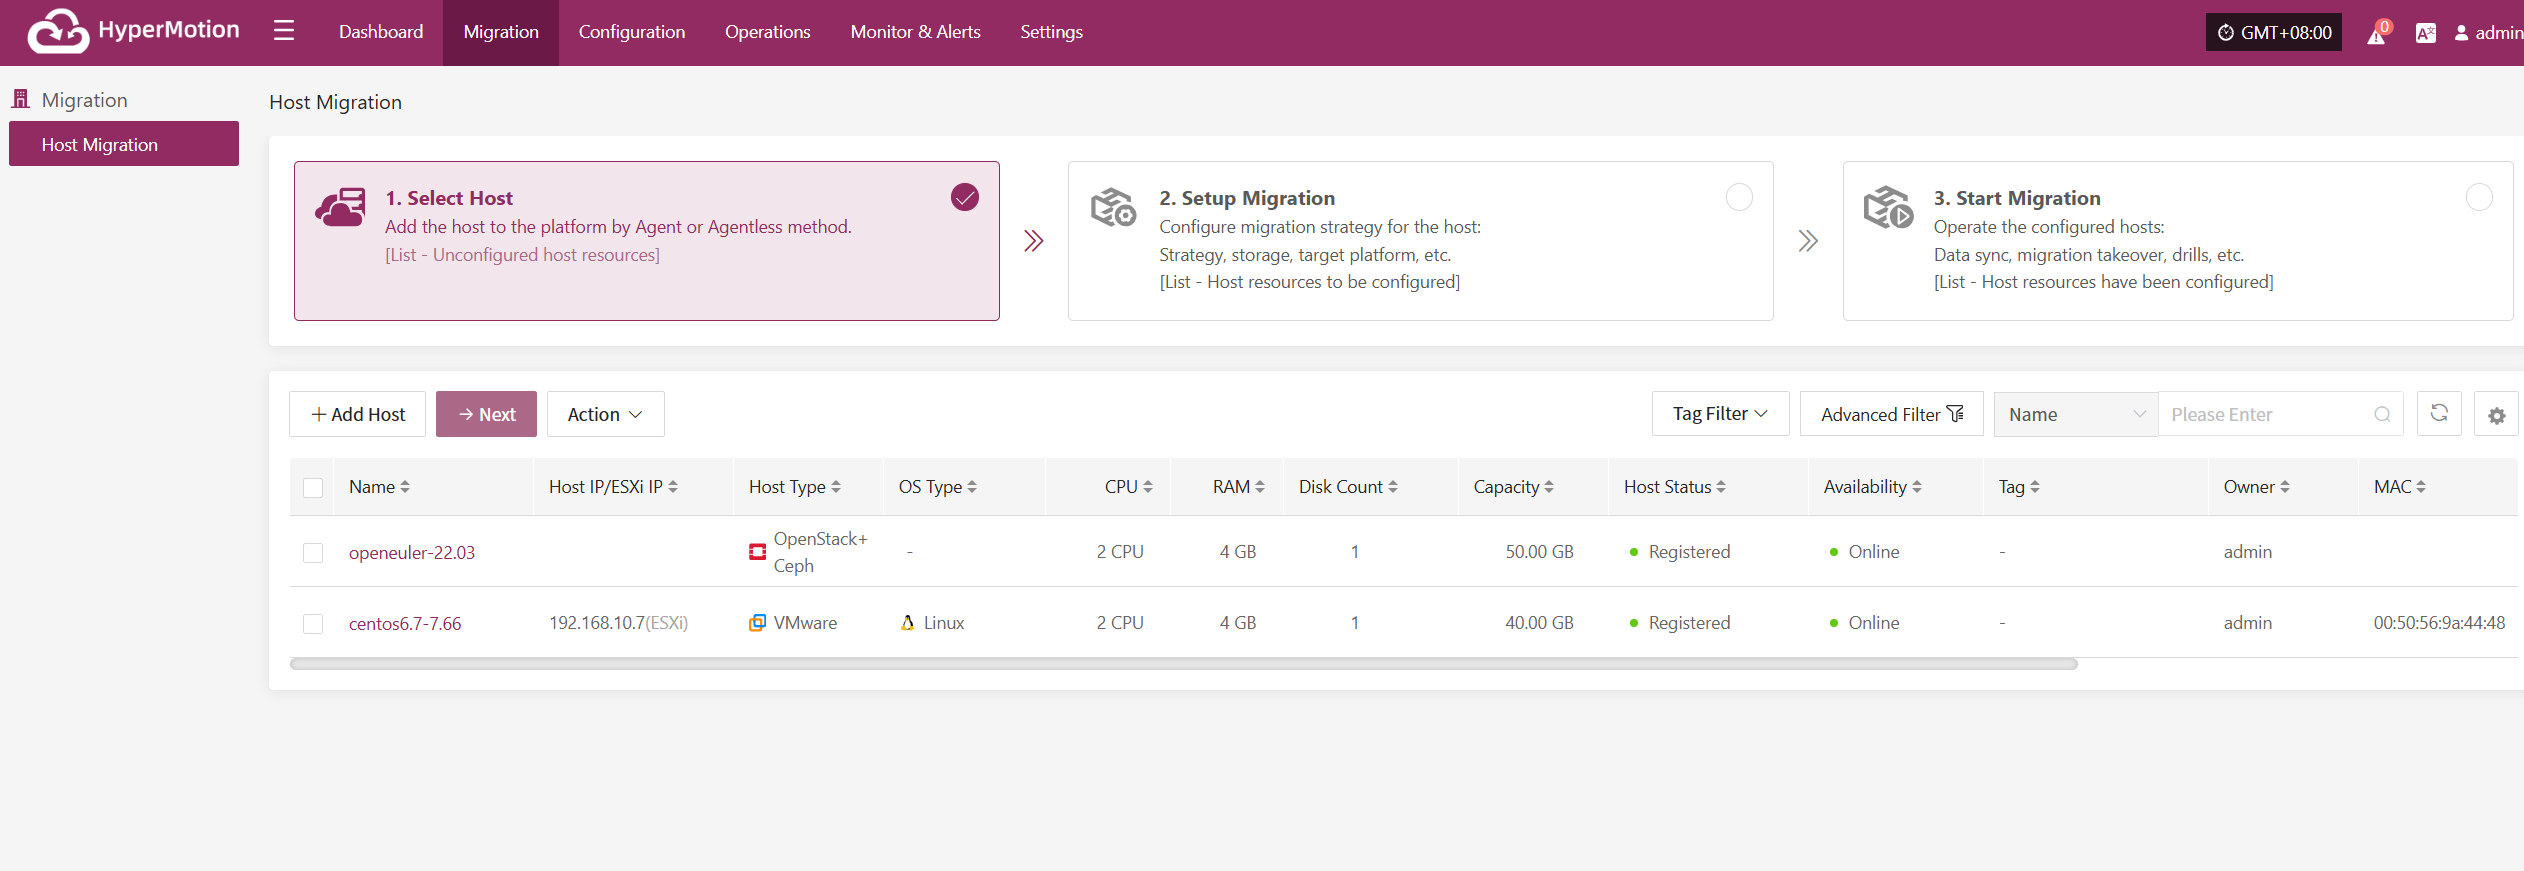 HyperMotion
Dashboard
Migration
Configuration
Operations
Monitor & Alerts
Settings
GMT+08:00
0
admin
Migration
Host Migration
Host Migration
1. Select Host
Add the host to the platform by Agent or Agentless method.
[List - Unconfigured host resources]
2. Setup Migration
Configure migration strategy for the host:
Strategy, storage, target platform, etc.
[List - Host resources to be configured]
3. Start Migration
Operate the configured hosts:
Data sync, migration takeover, drills, etc.
[List - Host resources have been configured]
Add Host
Next
Action
Tag Filter
Advanced Filter
Name
Please Enter
Name Host IP/ESXi IP Host Type OS Type CPU RAM Disk Count Capacity Host Status Availability Tag Owner MAC
openeuler-22.03 OpenStack+ - 2 CPU 4 GB 1 50.00 GB Registered Online - admin
Ceph
centos6.7-7.66 192.168.10.7(ESXi) VMware Linux 2 CPU 4 GB 1 40.00 GB Registered Online - admin 00:50:56:9a:44:48